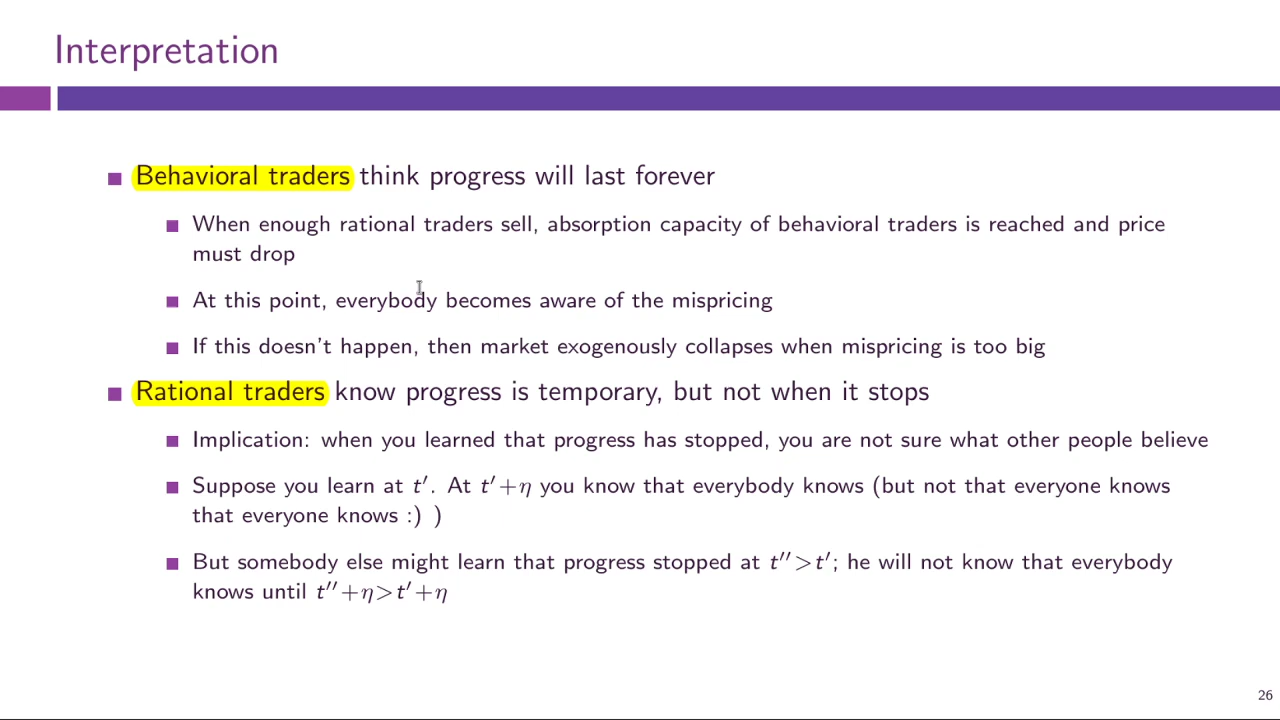 Interpretation
Behavioral traders think progress will last forever
When enough rational traders sell, absorption capacity of behavioral traders is reached and price
must drop
At this point, everybody becomes aware of the mispricing
If this doesn't happen, then market exogenously collapses when mispricing is too big
Rational traders know progress is temporary, but not when it stops
Implication: when you learned that progress has stopped, you are not sure what other people believe
Suppose you learn at t′. At t′+η you know that everybody knows (but not that everyone knows
that everyone knows :) )
But somebody else might learn that progress stopped at t′′>t′; he will not know that everybody
knows until t′′+η>t′+η
26